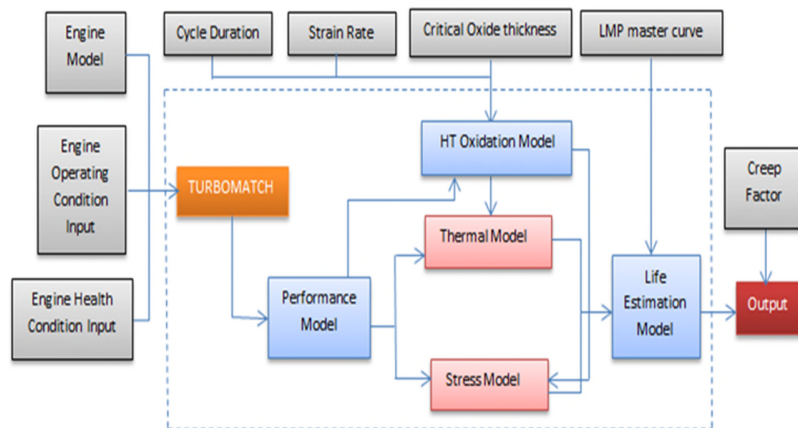 Engine
Model
Cycle Duration
Strain Rate
Critical Oxide thickness
LMP master curve
Engine
Operating
Condition
Input
TURBOMATCH
HT Oxidation Model
Creep
Factor
Thermal Model
Engine Health
Condition Input
Performance
Model
Life
Estimation
Model
Output
Stress Model